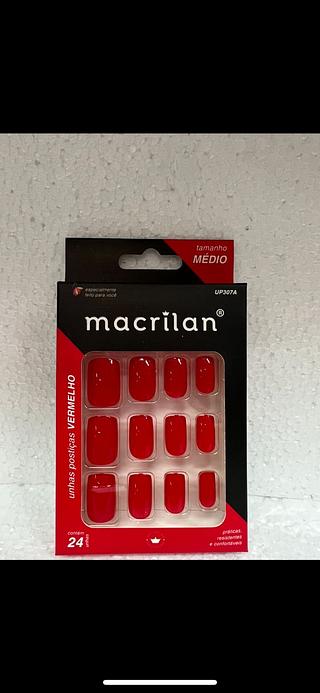 tamanho
MÉDIO
especialmente
feito para você
UP307A
macrilan®
unhas postiças VERMELHO
contém
24 unhas
práticas,
resistentes
e confortáveis